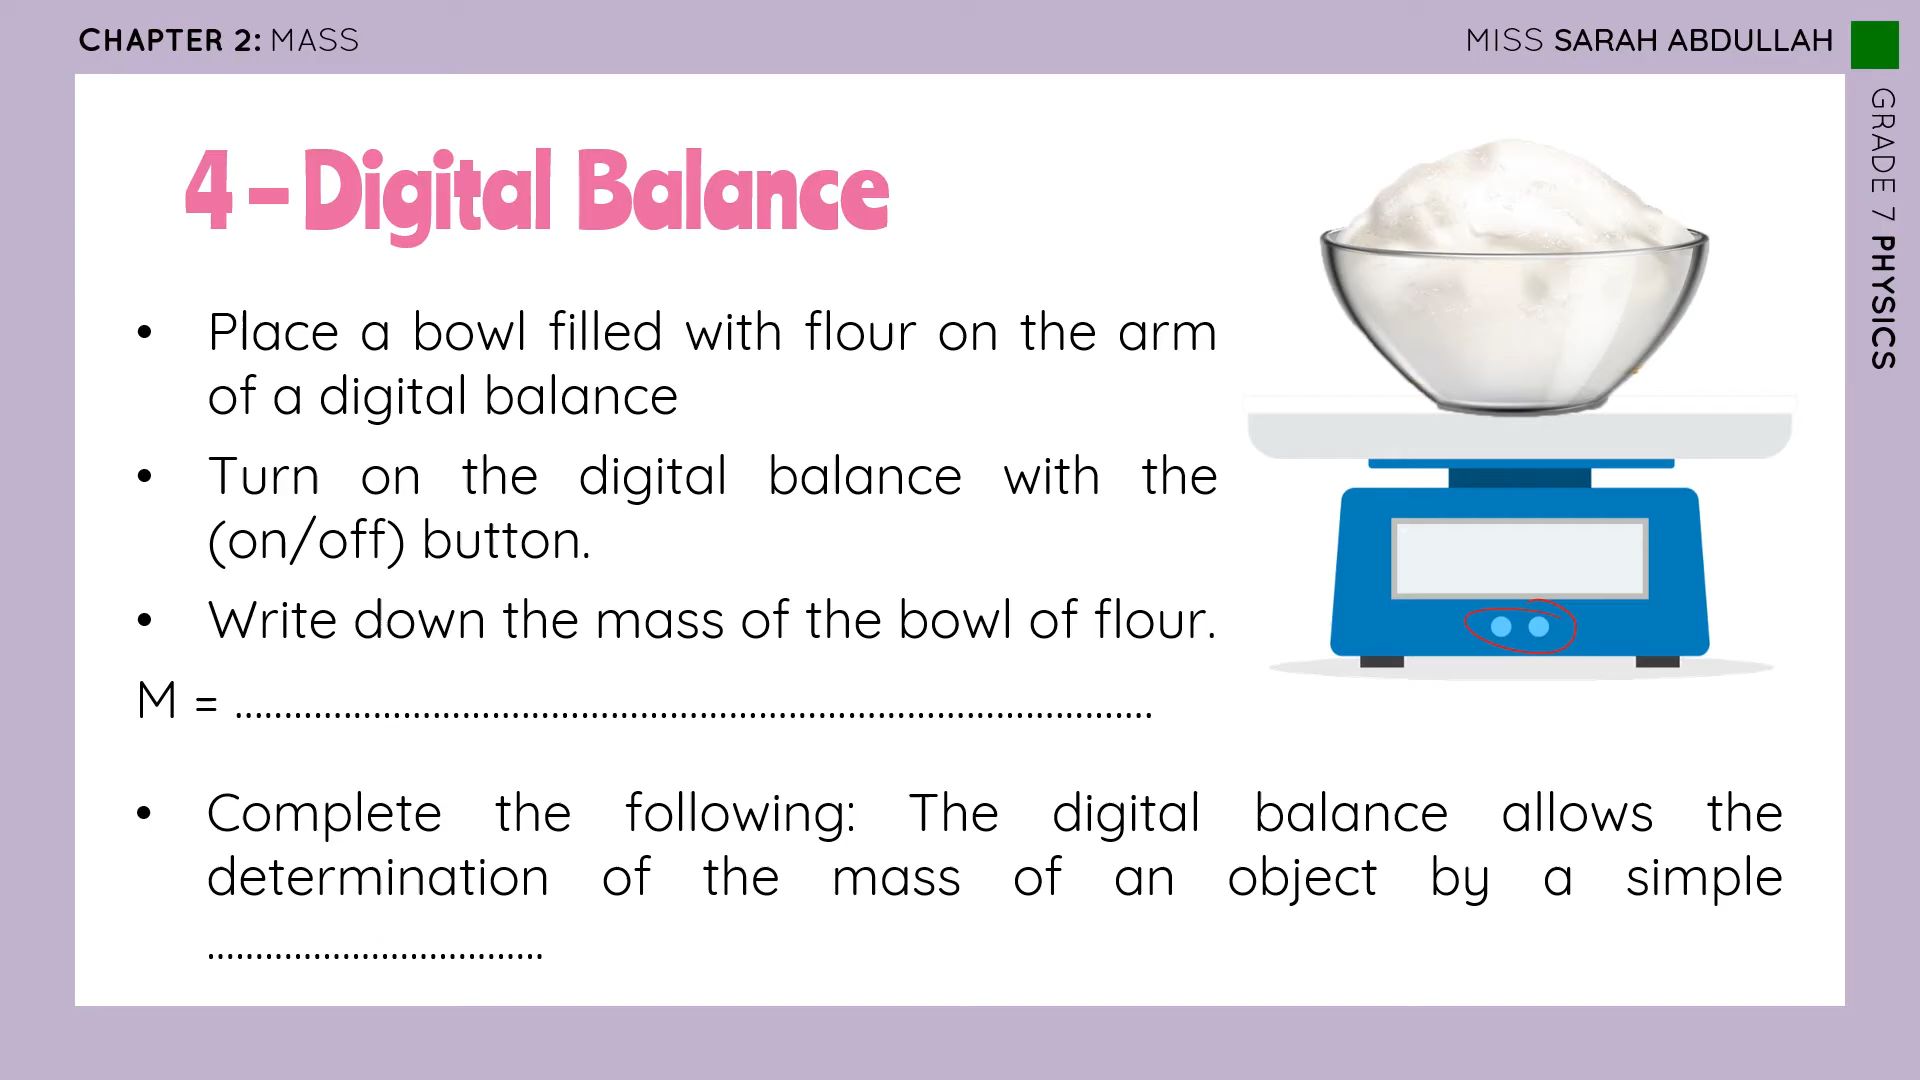 CHAPTER 2: MASS
MISS SARAH ABDULLAH
GRADE 7 PHYSICS
4 – Digital Balance
• Place a bowl filled with flour on the arm
of a digital balance
• Turn on the digital balance with the
(on/off) button.
• Write down the mass of the bowl of flour.
M = ............................................................................................
• Complete the following: The digital balance allows the
determination of the mass of an object by a simple
..................................